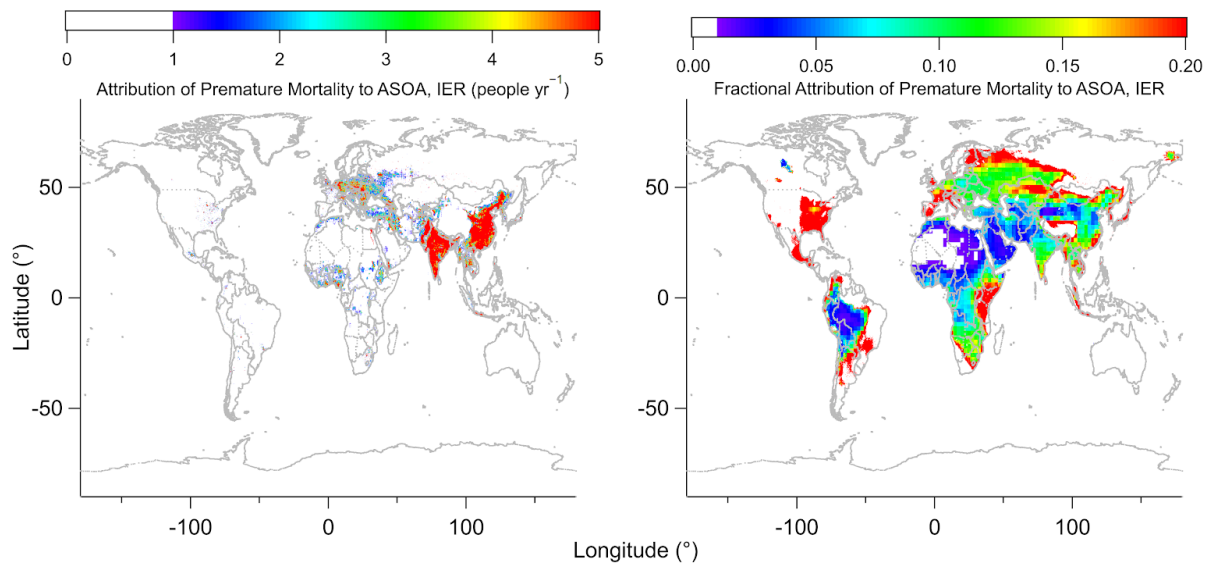 0 1 2 3 4 5
Attribution of Premature Mortality to ASOA, IER (people yr⁻¹)
0.00 0.05 0.10 0.15 0.20
Fractional Attribution of Premature Mortality to ASOA, IER
Latitude (°)
50
0
-50
-100 0 100
50
0
-50
-100 0 100
Longitude (°)